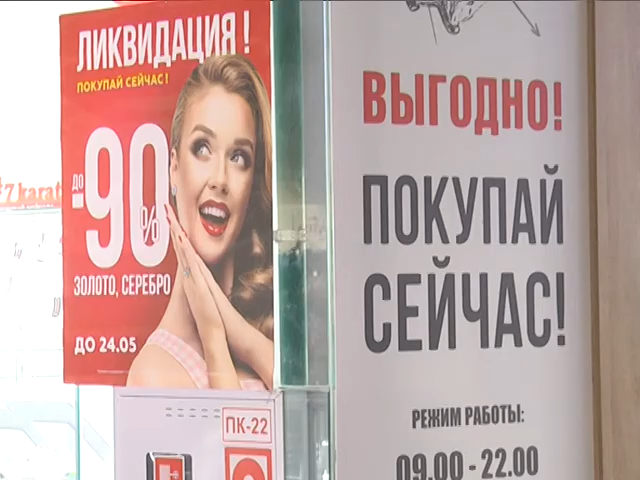 ЛИКВИДАЦИЯ!
ПОКУПАЙ СЕЙЧАС!
ДО
-90%
ЗОЛОТО, СЕРЕБРО
ДО 24.05
7karat
ПК-22
ВЫГОДНО!
ПОКУПАЙ
СЕЙЧАС!
РЕЖИМ РАБОТЫ:
09.00 - 22.00